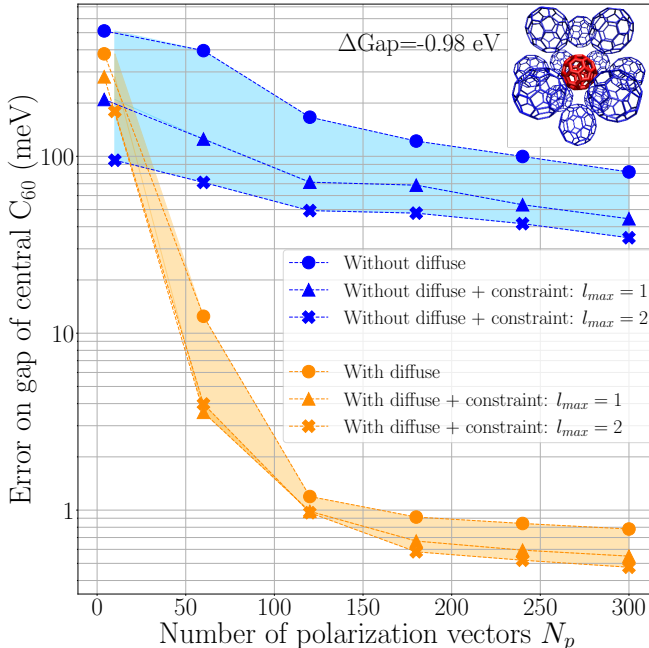 ΔGap=-0.98 eV
Error on gap of central C₆₀ (meV)
100
10
1
Without diffuse
Without diffuse + constraint: lₘₐₓ = 1
Without diffuse + constraint: lₘₐₓ = 2
With diffuse
With diffuse + constraint: lₘₐₓ = 1
With diffuse + constraint: lₘₐₓ = 2
0 50 100 150 200 250 300
Number of polarization vectors Nₚ